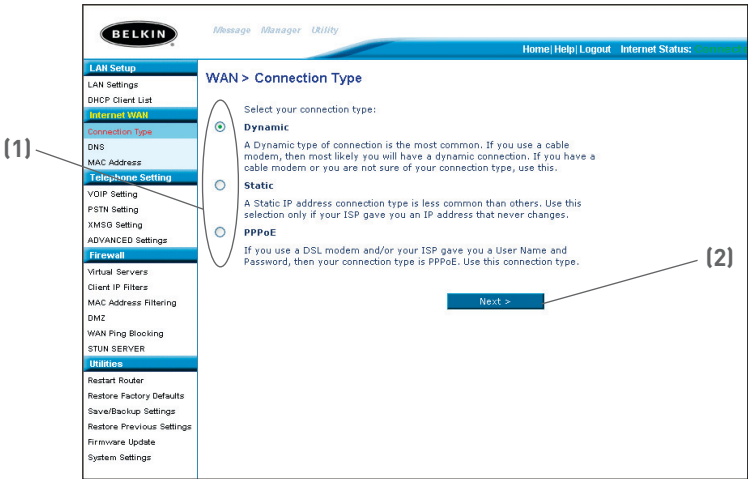 BELKIN
Message Manager Utility
Home| Help| Logout Internet Status:
LAN Setup
LAN Settings
DHCP Client List
Internet WAN
Connection Type
DNS
MAC Address
Telephone Setting
VOIP Setting
PSTN Setting
XMSG Setting
ADVANCED Settings
Firewall
Virtual Servers
Client IP Filters
MAC Address Filtering
DMZ
WAN Ping Blocking
STUN SERVER
Utilities
Restart Router
Restore Factory Defaults
Save/Backup Settings
Restore Previous Settings
Firmware Update
System Settings
(1)
WAN > Connection Type
Select your connection type:
Dynamic
A Dynamic type of connection is the most common. If you use a cable
modem, then most likely you will have a dynamic connection. If you have a
cable modem or you are not sure of your connection type, use this.
Static
A Static IP address connection type is less common than others. Use this
selection only if your ISP gave you an IP address that never changes.
PPPoE
If you use a DSL modem and/or your ISP gave you a User Name and
Password, then your connection type is PPPoE. Use this connection type.
(2)
Next >